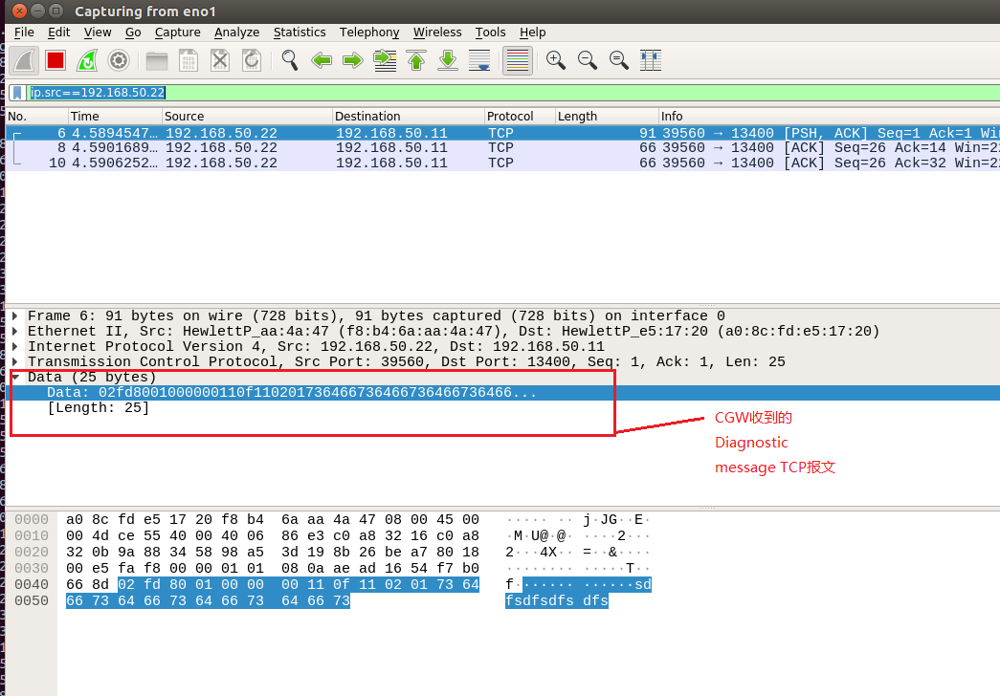 Capturing from eno1
File Edit View Go Capture Analyze Statistics Telephony Wireless Tools Help
ip.src==192.168.50.22
No. Time Source Destination Protocol Length Info
6 4.5894547… 192.168.50.22 192.168.50.11 TCP 91 39560 → 13400 [PSH, ACK] Seq=1 Ack=1 Wi
8 4.5901689… 192.168.50.22 192.168.50.11 TCP 66 39560 → 13400 [ACK] Seq=26 Ack=14 Win=2
10 4.5906252… 192.168.50.22 192.168.50.11 TCP 66 39560 → 13400 [ACK] Seq=26 Ack=32 Win=2
Frame 6: 91 bytes on wire (728 bits), 91 bytes captured (728 bits) on interface 0
Ethernet II, Src: HewlettP_aa:4a:47 (f8:b4:6a:aa:4a:47), Dst: HewlettP_e5:17:20 (a0:8c:fd:e5:17:20)
Internet Protocol Version 4, Src: 192.168.50.22, Dst: 192.168.50.11
Transmission Control Protocol, Src Port: 39560, Dst Port: 13400, Seq: 1, Ack: 1, Len: 25
Data (25 bytes)
Data: 02fd8001000000110f11020173646673646673646673646​6...
[Length: 25]
CGW收到的
Diagnostic
message TCP报文
0000 a0 8c fd e5 17 20 f8 b4 6a aa 4a 47 08 00 45 00 ····· ·· j·JG··E·
0010 00 4d ce 55 40 00 40 06 86 e3 c0 a8 32 16 c0 a8 ·M·U@·@· ····2···
0020 32 0b 9a 88 34 58 98 a5 3d 19 8b 26 be a7 80 18 2···4X·· =··&····
0030 00 e5 fa f8 00 00 01 01 08 0a ae ad 16 54 f7 b0 ········ ·····T··
0040 66 8d 02 fd 80 01 00 00 00 11 0f 11 02 01 73 64 f······· ······sd
0050 66 73 64 66 73 64 66 73 64 66 73 fsdfsdfs dfs